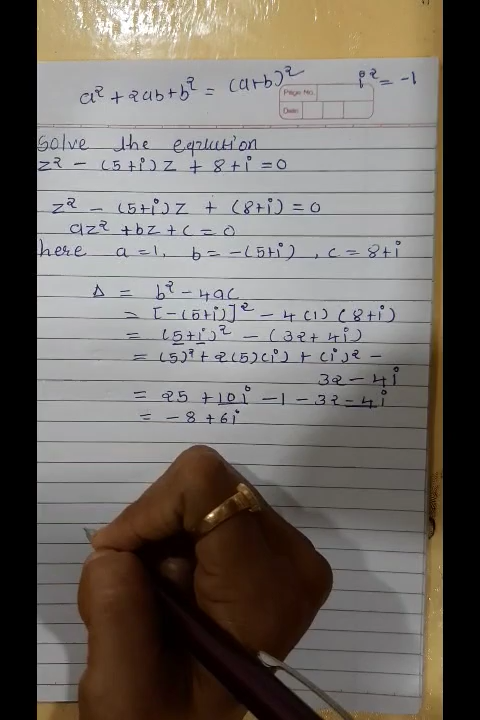 a² + 2ab + b² = (a+b)² i² = -1
Page No.
Date
Solve the eqution
z² - (5+i)z + 8+i = 0
z² - (5+i)z + (8+i) = 0
az² + bz + c = 0
here a = 1, b = -(5+i), c = 8+i
Δ = b² - 4ac
= [-(5+i)]² - 4(1)(8+i)
= (5+i)² - (32+4i)
= (5)² + 2(5)(i) + (i)² -
32 - 4i
= 25 + 10i - 1 - 32 - 4i
= -8 + 6i